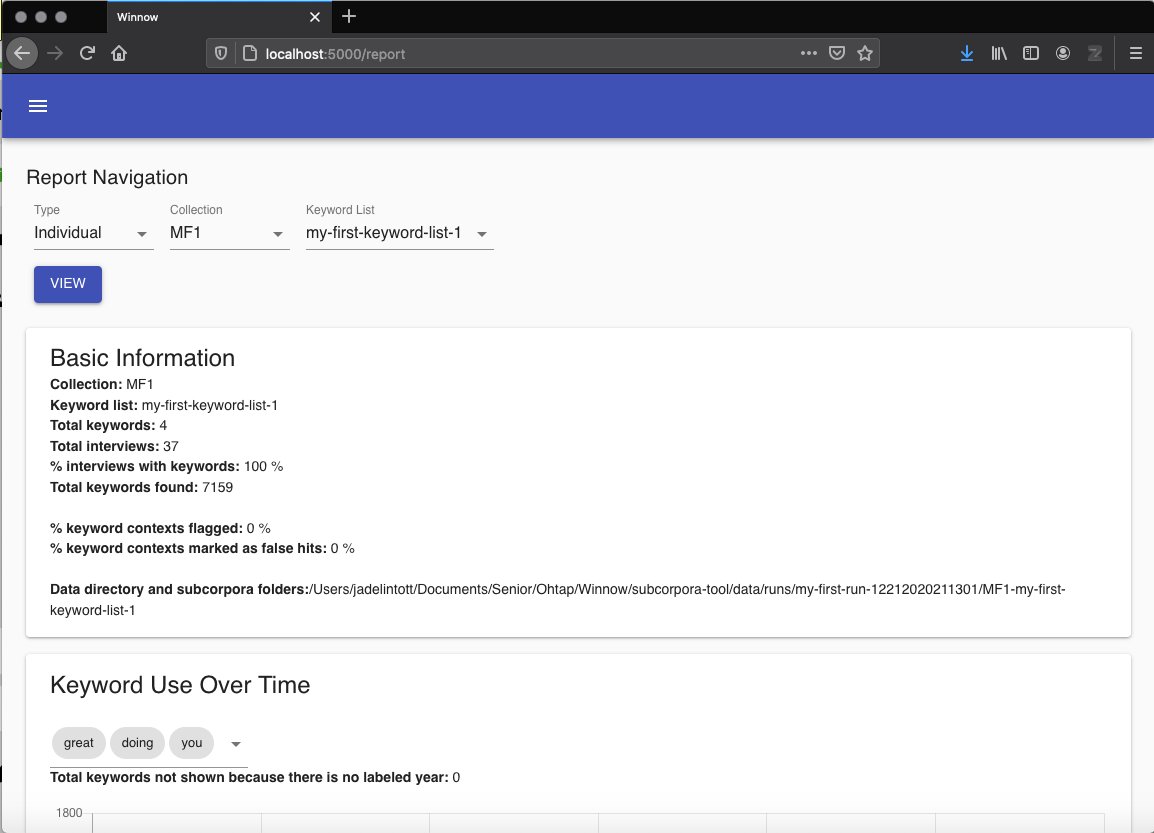 Winnow
localhost:5000/report
Report Navigation
Type Collection Keyword List
Individual MF1 my-first-keyword-list-1
VIEW
Basic Information
Collection: MF1
Keyword list: my-first-keyword-list-1
Total keywords: 4
Total interviews: 37
% interviews with keywords: 100 %
Total keywords found: 7159
% keyword contexts flagged: 0 %
% keyword contexts marked as false hits: 0 %
Data directory and subcorpora folders:/Users/jadelintott/Documents/Senior/Ohtap/Winnow/subcorpora-tool/data/runs/my-first-run-12212020211301/MF1-my-first-
keyword-list-1
Keyword Use Over Time
great doing you
Total keywords not shown because there is no labeled year: 0
1800